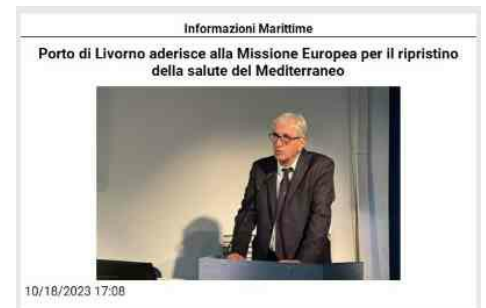 Informazioni Marittime
Porto di Livorno aderisce alla Missione Europea per il ripristino
della salute del Mediterraneo
10/18/2023 17:08